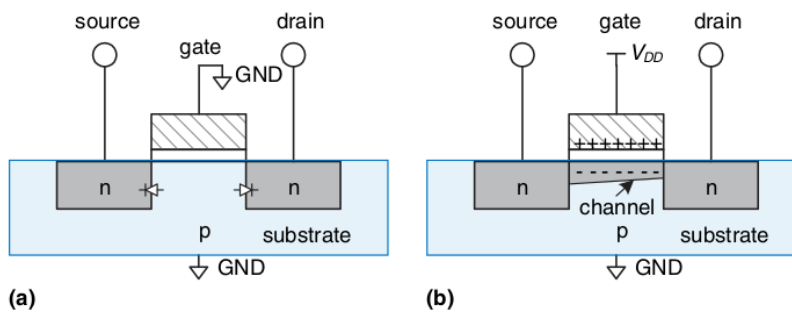 source
gate
drain
GND
n
n
p
substrate
GND
(a)
source
gate
drain
V_DD
+++++++
-------
n
n
channel
p
substrate
GND
(b)